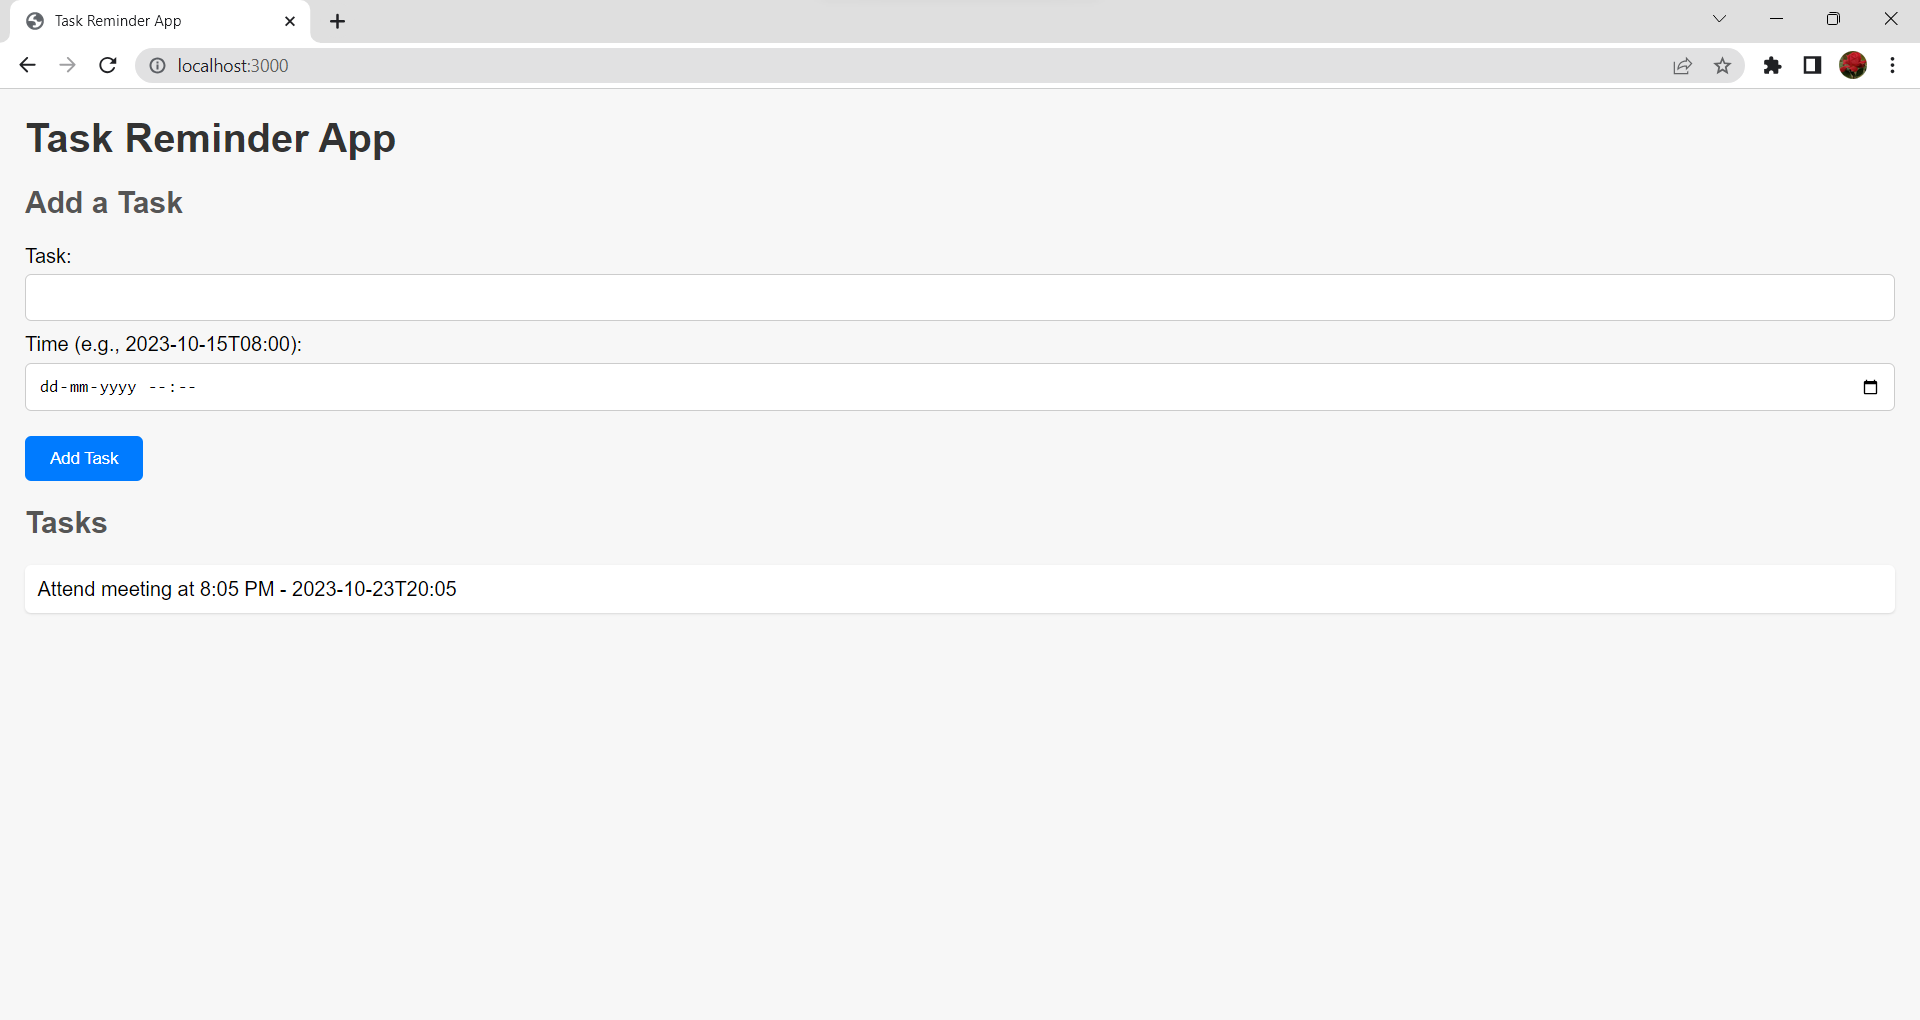 Task Reminder App
localhost:3000
Task Reminder App
Add a Task
Task:
Time (e.g., 2023-10-15T08:00):
dd-mm-yyyy --:--
Add Task
Tasks
Attend meeting at 8:05 PM - 2023-10-23T20:05